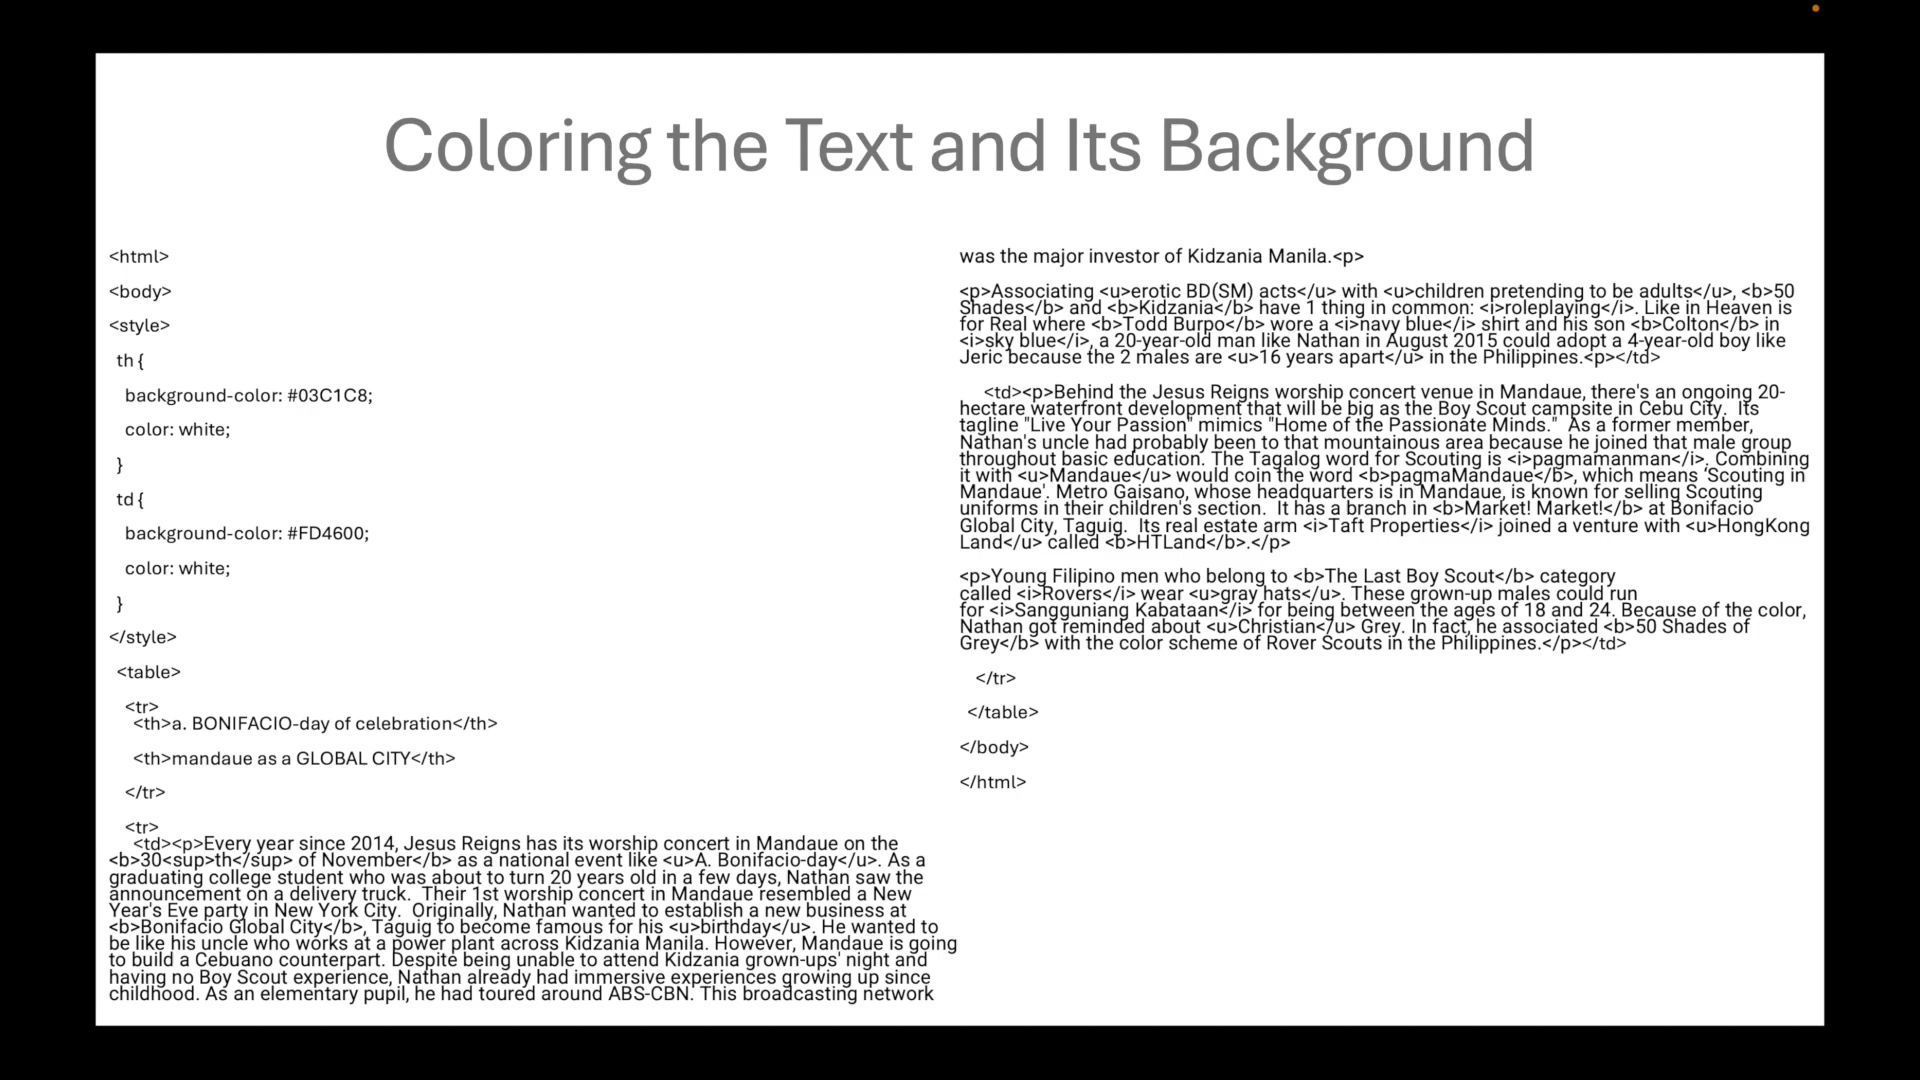 Coloring the Text and Its Background
<html>
<body>
<style>
th {
background-color: #03C1C8;
color: white;
}
td {
background-color: #FD4600;
color: white;
}
</style>
<table>
<tr>
<th>a. BONIFACIO-day of celebration</th>
<th>mandaue as a GLOBAL CITY</th>
</tr>
<tr>
<td><p>Every year since 2014, Jesus Reigns has its worship concert in Mandaue on the
<b>30<sup>th</sup> of November</b> as a national event like <u>A. Bonifacio-day</u>. As a
graduating college student who was about to turn 20 years old in a few days, Nathan saw the
announcement on a delivery truck.  Their 1st worship concert in Mandaue resembled a New
Year's Eve party in New York City.  Originally, Nathan wanted to establish a new business at
<b>Bonifacio Global City</b>, Taguig to become famous for his <u>birthday</u>. He wanted to
be like his uncle who works at a power plant across Kidzania Manila. However, Mandaue is going
to build a Cebuano counterpart. Despite being unable to attend Kidzania grown-ups' night and
having no Boy Scout experience, Nathan already had immersive experiences growing up since
childhood. As an elementary pupil, he had toured around ABS-CBN. This broadcasting network
was the major investor of Kidzania Manila.<p>
<p>Associating <u>erotic BD(SM) acts</u> with <u>children pretending to be adults</u>, <b>50
Shades</b> and <b>Kidzania</b> have 1 thing in common: <i>roleplaying</i>. Like in Heaven is
for Real where <b>Todd Burpo</b> wore a <i>navy blue</i> shirt and his son <b>Colton</b> in
<i>sky blue</i>, a 20-year-old man like Nathan in August 2015 could adopt a 4-year-old boy like
Jeric because the 2 males are <u>16 years apart</u> in the Philippines.<p></td>
<td><p>Behind the Jesus Reigns worship concert venue in Mandaue, there's an ongoing 20-
hectare waterfront development that will be big as the Boy Scout campsite in Cebu City.  Its
tagline "Live Your Passion" mimics "Home of the Passionate Minds."  As a former member,
Nathan's uncle had probably been to that mountainous area because he joined that male group
throughout basic education. The Tagalog word for Scouting is <i>pagmamanman</i>. Combining
it with <u>Mandaue</u> would coin the word <b>pagmaMandaue</b>, which means ‘Scouting in
Mandaue'. Metro Gaisano, whose headquarters is in Mandaue, is known for selling Scouting
uniforms in their children's section.  It has a branch in <b>Market! Market!</b> at Bonifacio
Global City, Taguig.  Its real estate arm <i>Taft Properties</i> joined a venture with <u>HongKong
Land</u> called <b>HTLand</b>.</p>
<p>Young Filipino men who belong to <b>The Last Boy Scout</b> category
called <i>Rovers</i> wear <u>gray hats</u>. These grown-up males could run
for <i>Sangguniang Kabataan</i> for being between the ages of 18 and 24. Because of the color,
Nathan got reminded about <u>Christian</u> Grey. In fact, he associated <b>50 Shades of
Grey</b> with the color scheme of Rover Scouts in the Philippines.</p></td>
</tr>
</table>
</body>
</html>